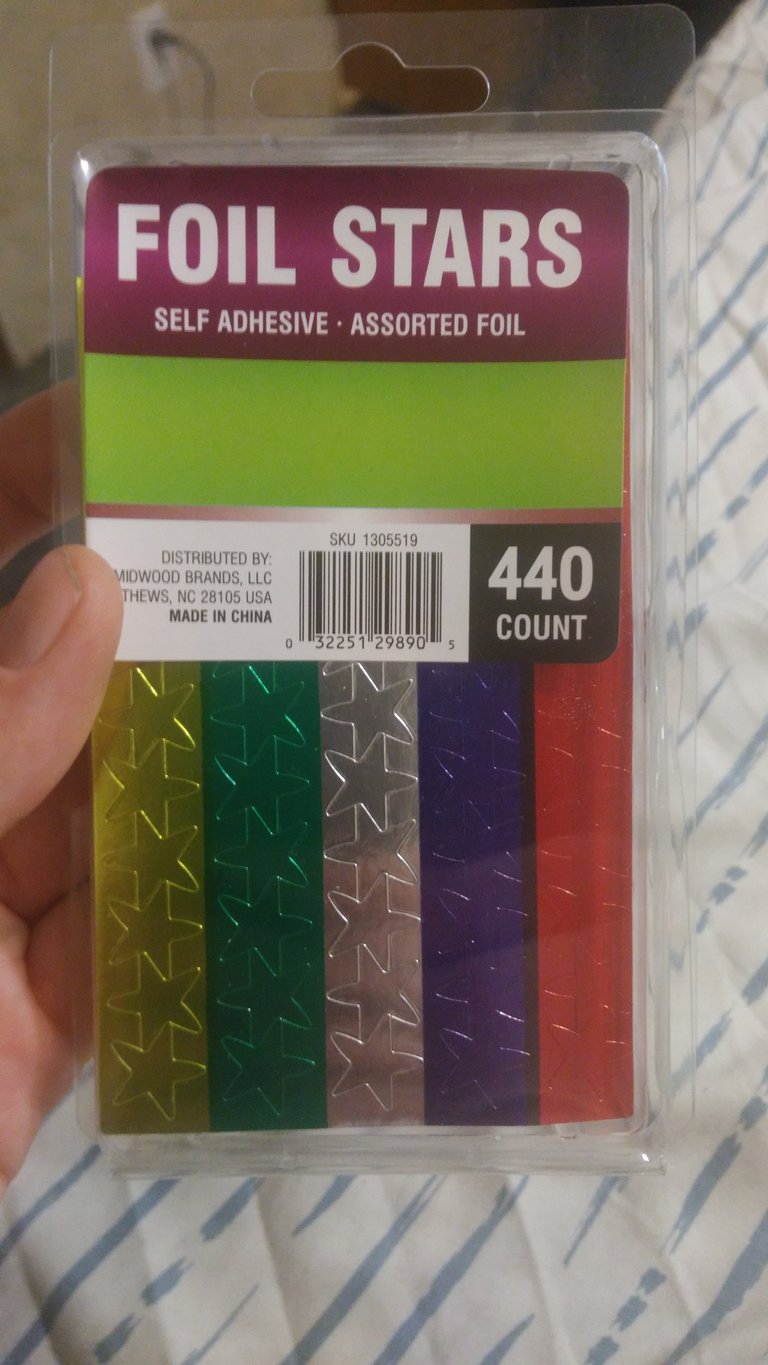 FOIL STARS
SELF ADHESIVE · ASSORTED FOIL
SKU 1305519
DISTRIBUTED BY:
MIDWOOD BRANDS, LLC
THEWS, NC 28105 USA
MADE IN CHINA
0 32251 29890 5
440
COUNT